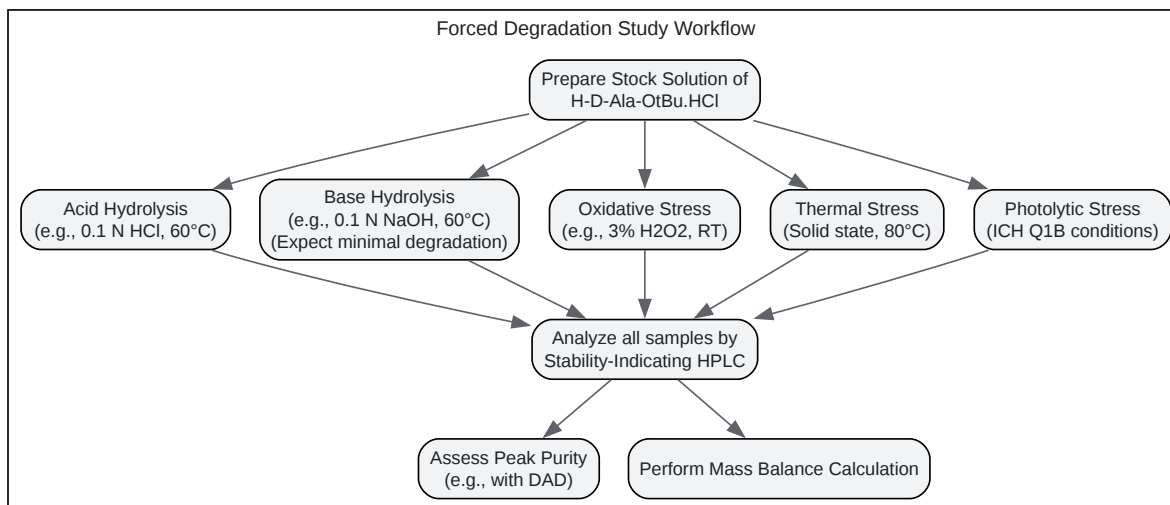 Forced Degradation Study Workflow
Prepare Stock Solution of
H-D-Ala-OtBu.HCl
Acid Hydrolysis
(e.g., 0.1 N HCl, 60°C)
Base Hydrolysis
(e.g., 0.1 N NaOH, 60°C)
(Expect minimal degradation)
Oxidative Stress
(e.g., 3% H2O2, RT)
Thermal Stress
(Solid state, 80°C)
Photolytic Stress
(ICH Q1B conditions)
Analyze all samples by
Stability-Indicating HPLC
Assess Peak Purity
(e.g., with DAD)
Perform Mass Balance Calculation